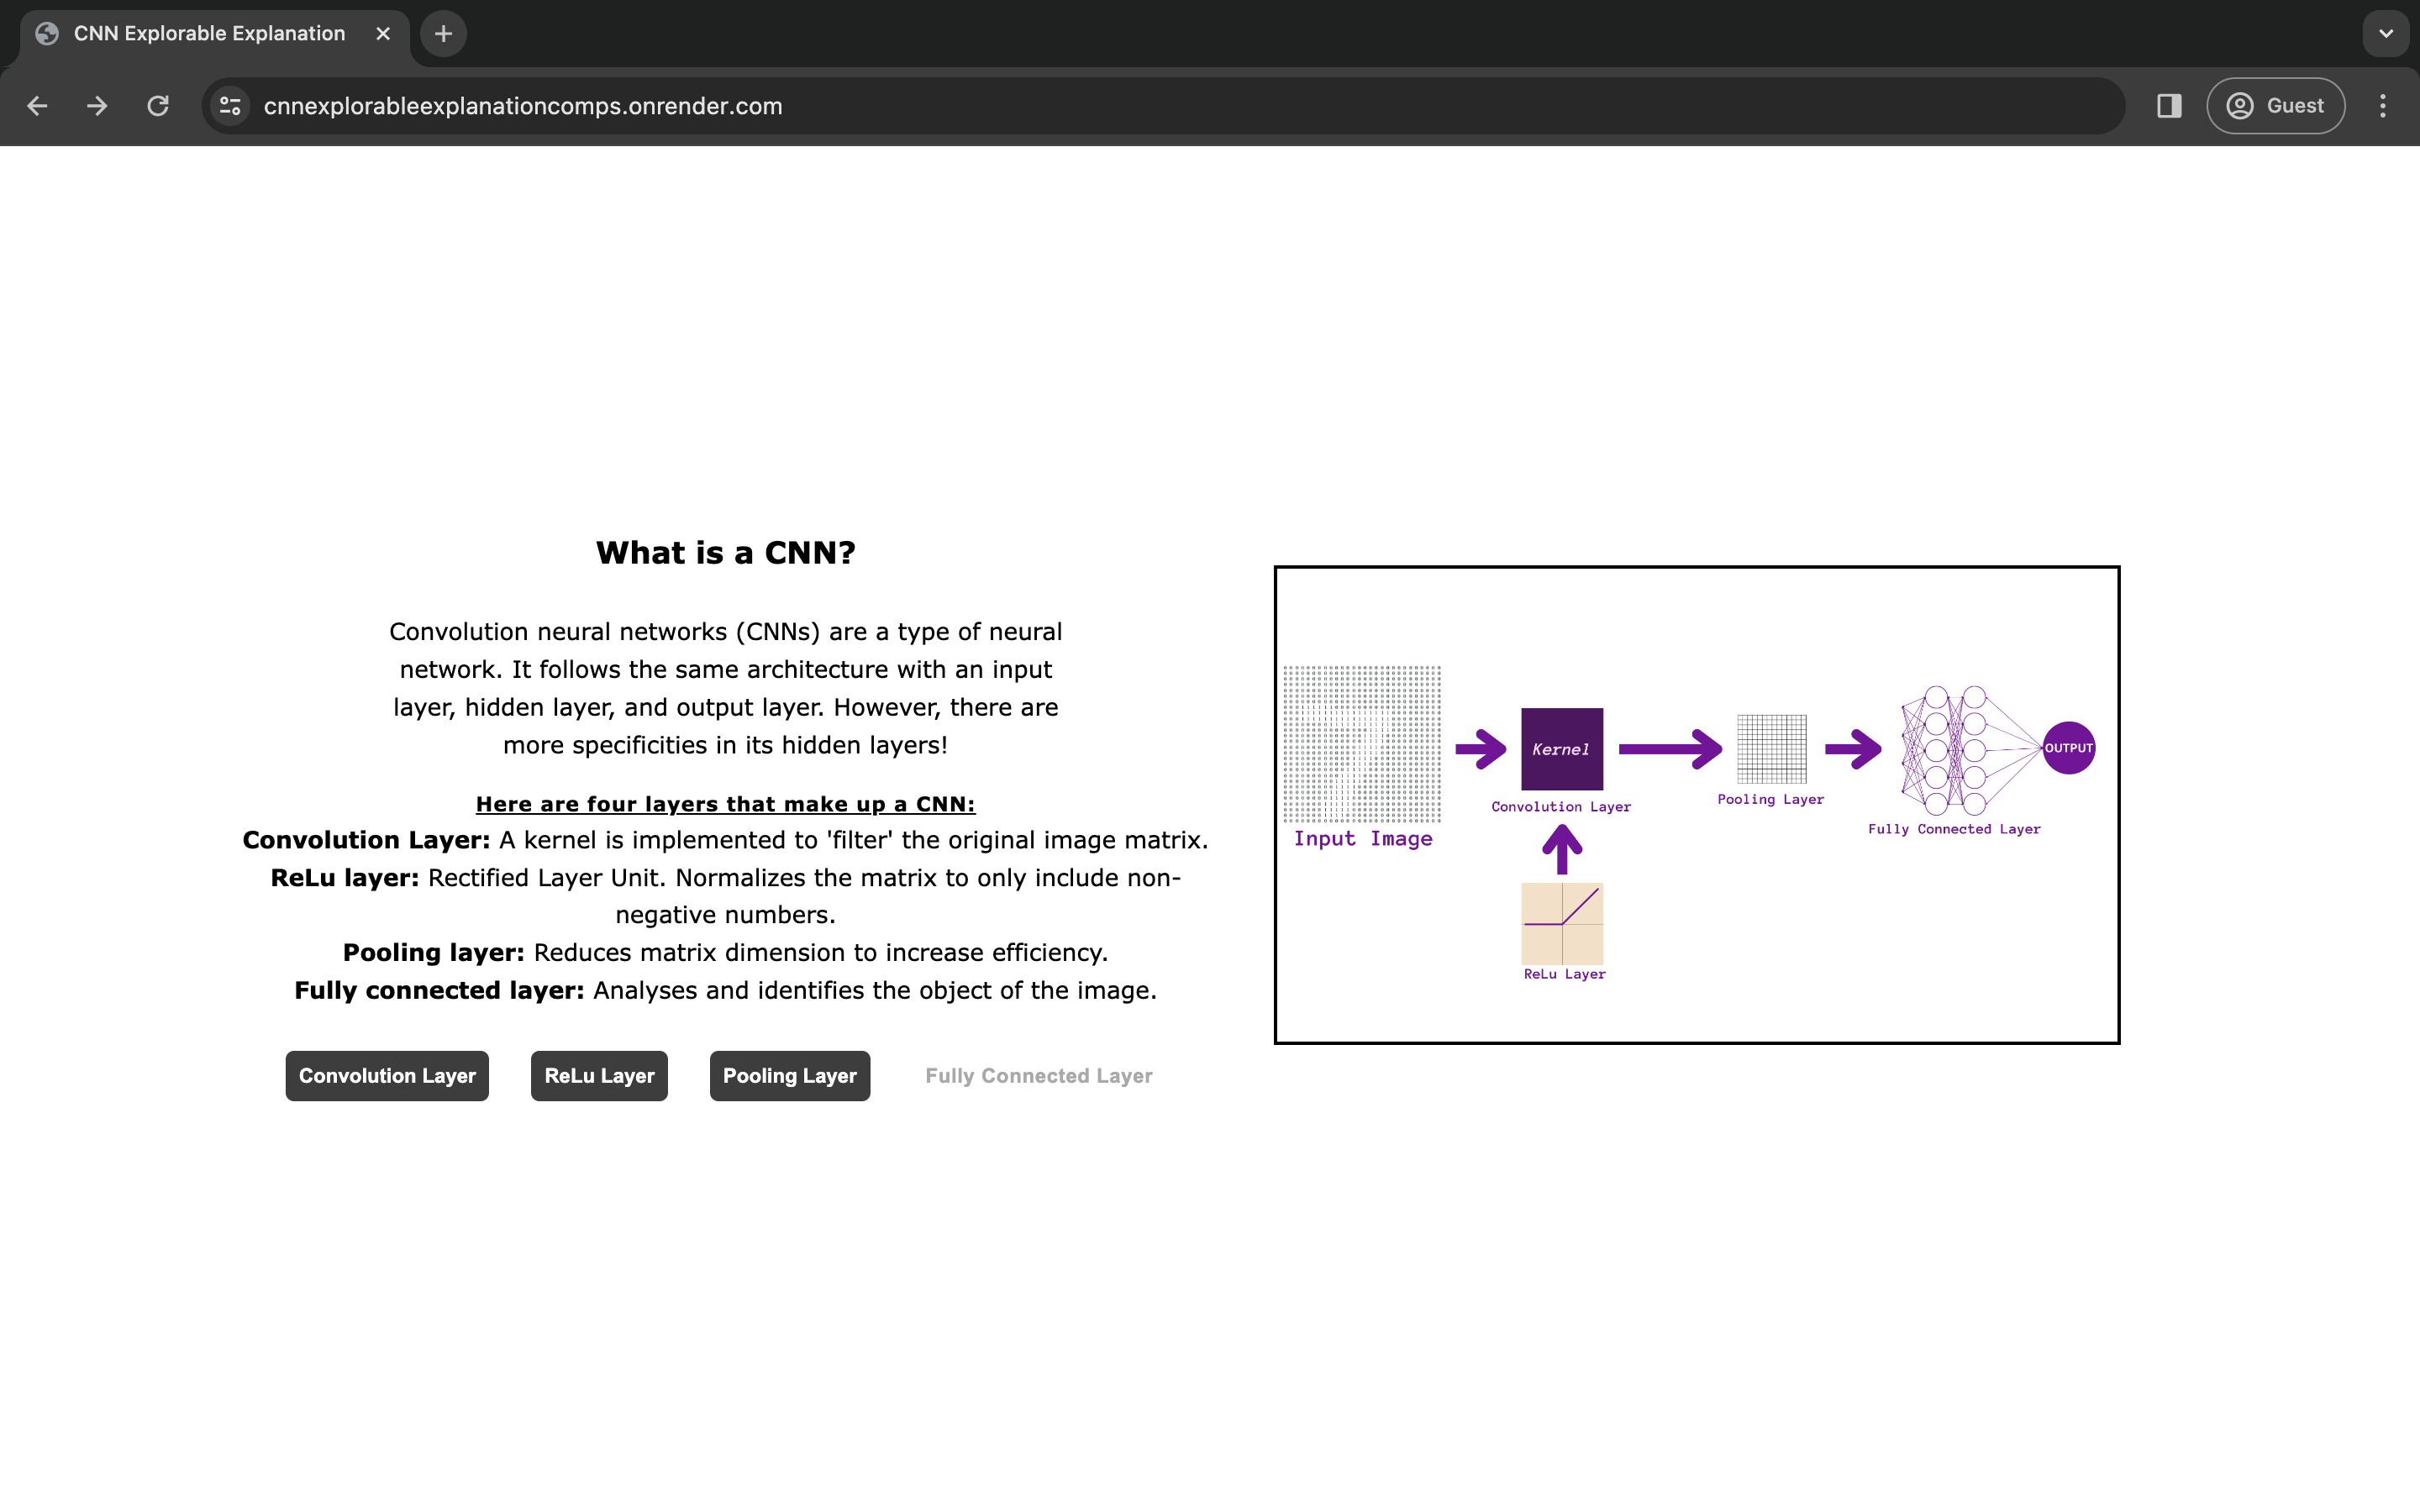 CNN Explorable Explanation
cnnexplorableexplanationcomps.onrender.com
Guest
What is a CNN?
Convolution neural networks (CNNs) are a type of neural
network. It follows the same architecture with an input
layer, hidden layer, and output layer. However, there are
more specificities in its hidden layers!
Here are four layers that make up a CNN:
Convolution Layer: A kernel is implemented to 'filter' the original image matrix.
ReLu layer: Rectified Layer Unit. Normalizes the matrix to only include non-
negative numbers.
Pooling layer: Reduces matrix dimension to increase efficiency.
Fully connected layer: Analyses and identifies the object of the image.
Convolution Layer
ReLu Layer
Pooling Layer
Fully Connected Layer
Input Image
Kernel
Convolution Layer
ReLu Layer
Pooling Layer
Fully Connected Layer
OUTPUT